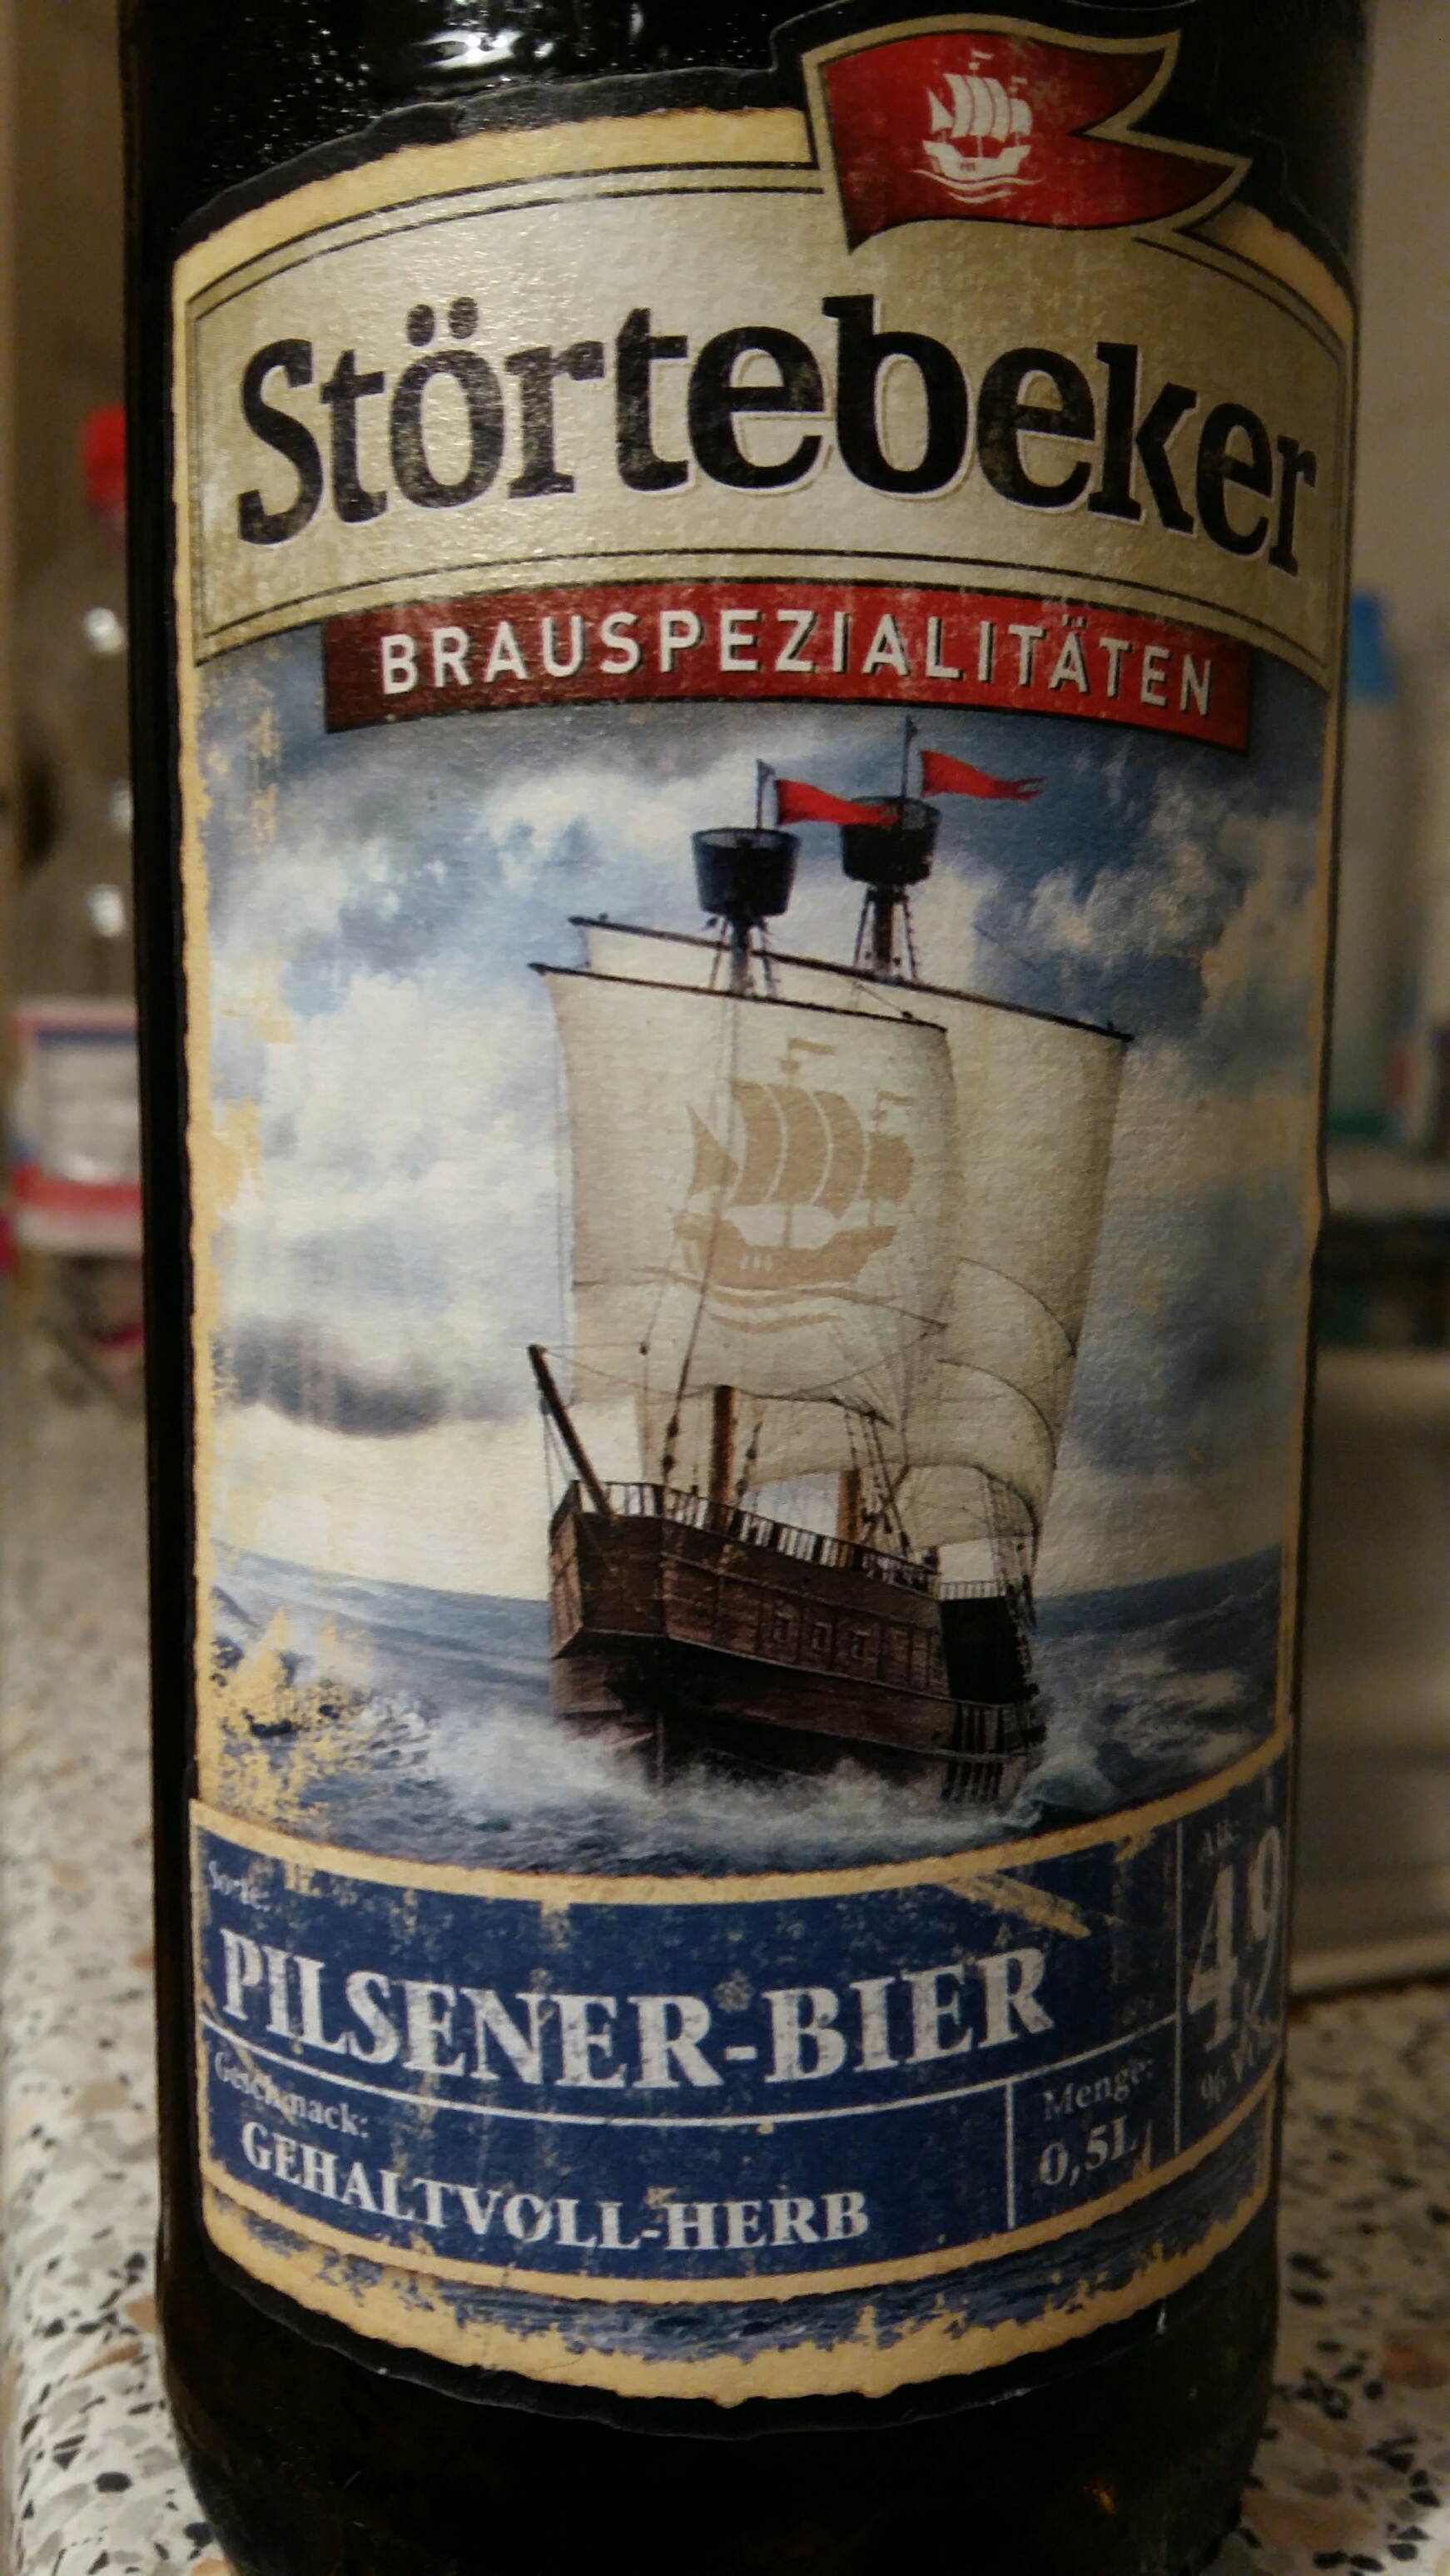 Störtebeker
BRAUSPEZIALITÄTEN
Sorte:
PILSENER-BIER
Alk.
4,9
% Vol.
Geschmack:
GEHALTVOLL-HERB
Menge:
0,5L